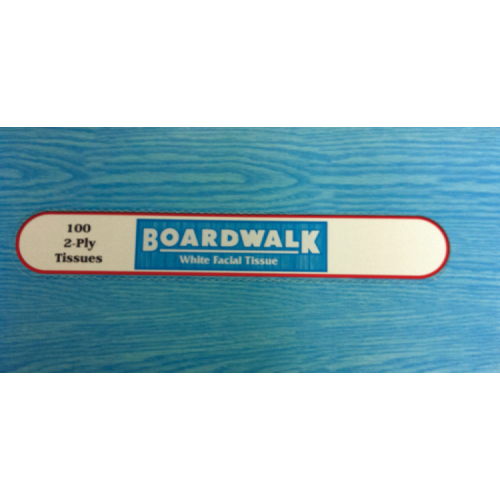 100
2-Ply
Tissues
BOARDWALK
White Facial Tissue